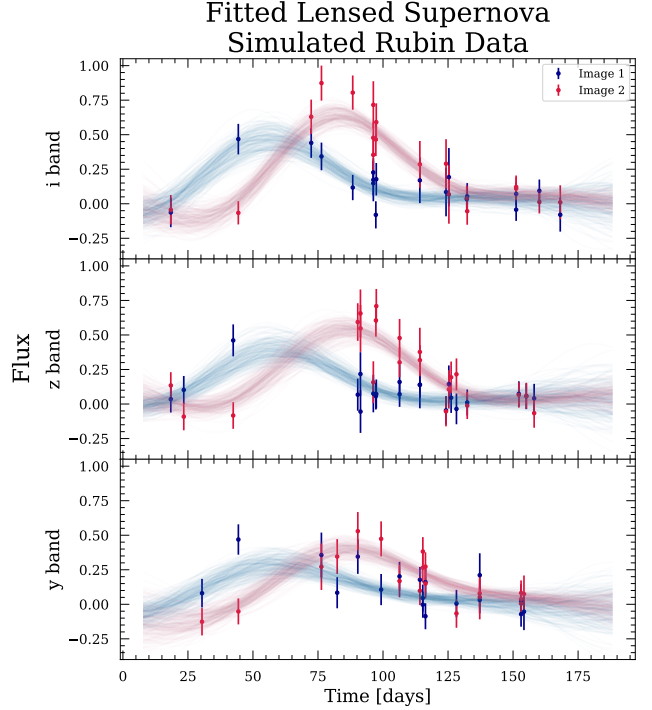 Fitted Lensed Supernova
Simulated Rubin Data
Image 1
Image 2
1.00
0.75
0.50
0.25
0.00
−0.25
i band
1.00
0.75
0.50
0.25
0.00
−0.25
z band
Flux
1.00
0.75
0.50
0.25
0.00
−0.25
y band
0 25 50 75 100 125 150 175
Time [days]